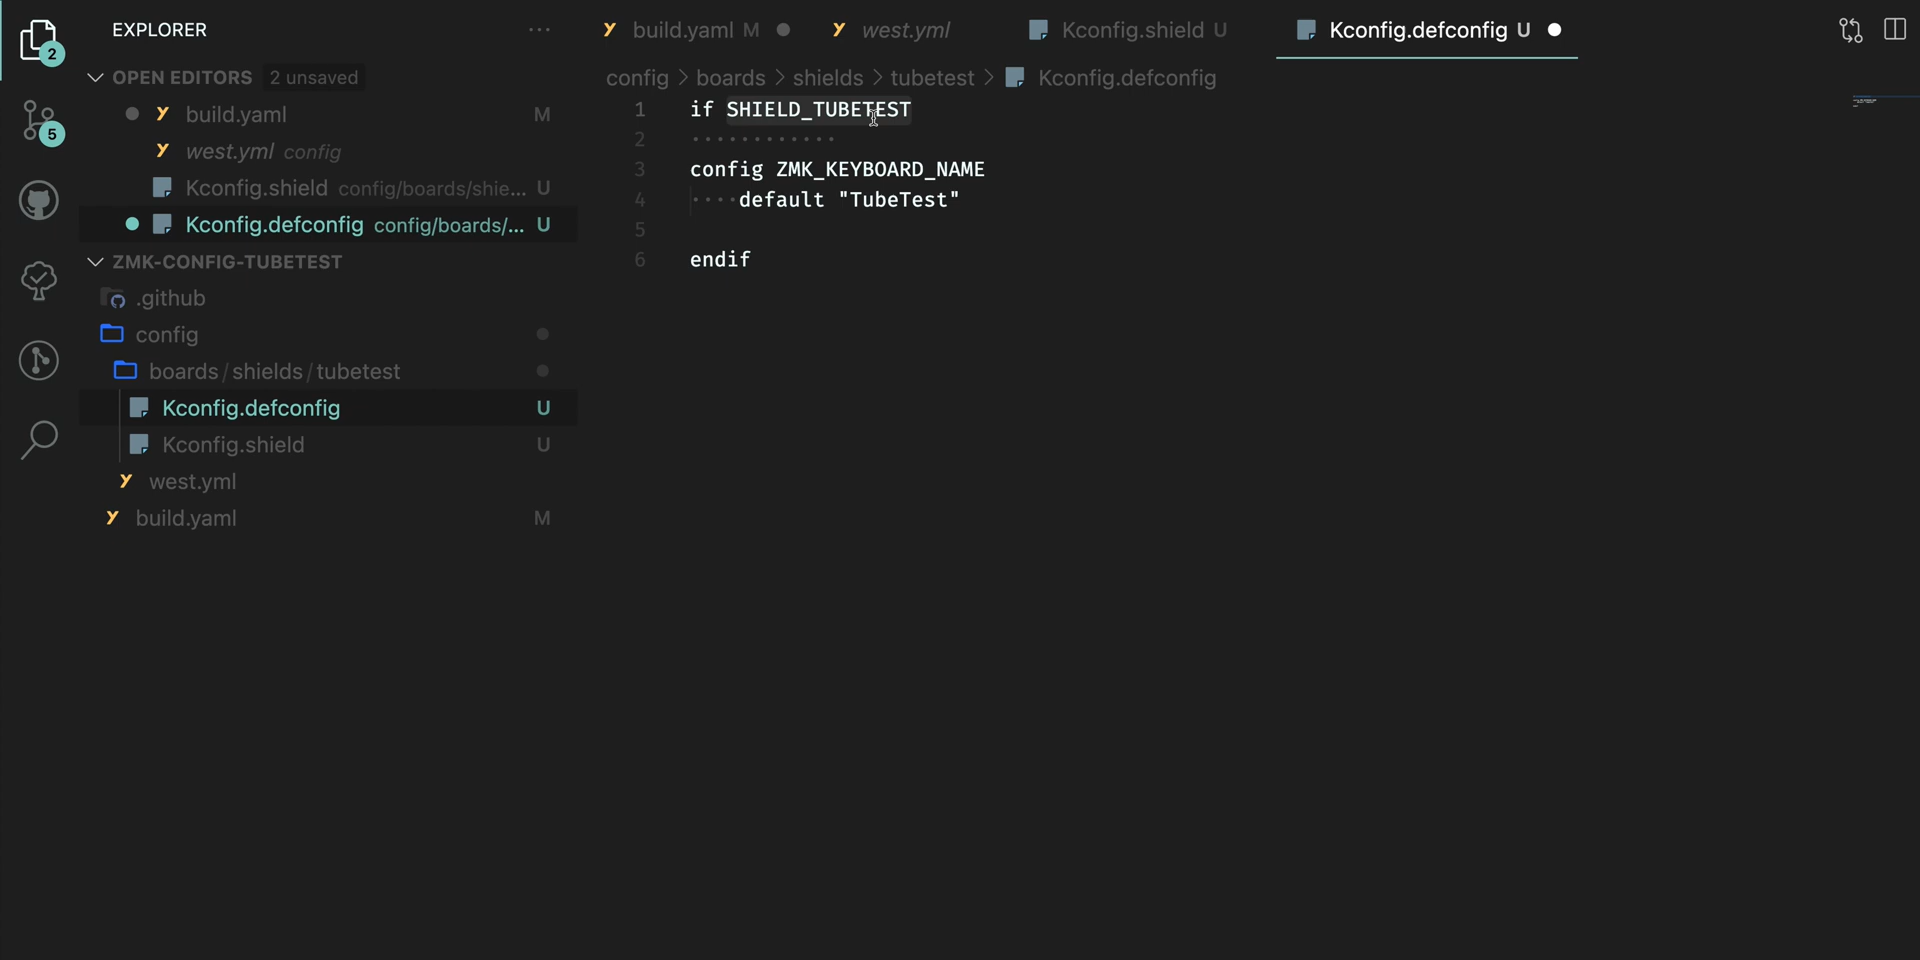 EXPLORER
2
5
OPEN EDITORS 2 unsaved
build.yaml M
west.yml config
Kconfig.shield config/boards/shie... U
Kconfig.defconfig config/boards/... U
ZMK-CONFIG-TUBETEST
.github
config
boards/shields/tubetest
Kconfig.defconfig U
Kconfig.shield U
west.yml
build.yaml M
build.yaml M west.yml Kconfig.shield U Kconfig.defconfig U
config > boards > shields > tubetest > Kconfig.defconfig
1 if SHIELD_TUBETEST
2 ············
3 config ZMK_KEYBOARD_NAME
4 ····default "TubeTest"
5
6 endif